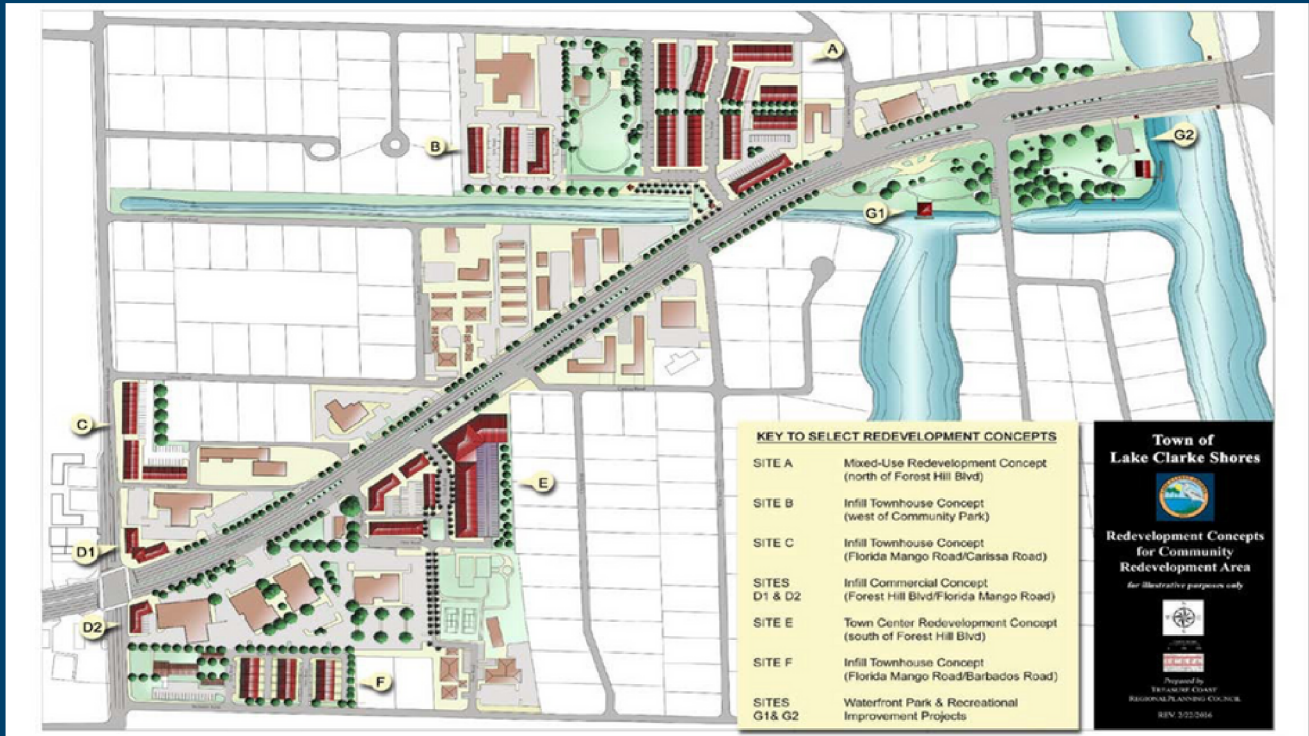 A
B
G2
G1
C
E
D1
D2
F
KEY TO SELECT REDEVELOPMENT CONCEPTS
SITE A Mixed-Use Redevelopment Concept
(north of Forest Hill Blvd)
SITE B Infill Townhouse Concept
(west of Community Park)
SITE C Infill Townhouse Concept
(Florida Mango Road/Carissa Road)
SITES Infill Commercial Concept
D1 & D2 (Forest Hill Blvd/Florida Mango Road)
SITE E Town Center Redevelopment Concept
(south of Forest Hill Blvd)
SITE F Infill Townhouse Concept
(Florida Mango Road/Barbados Road)
SITES Waterfront Park & Recreational
G1& G2 Improvement Projects
Town of
Lake Clarke Shores
Redevelopment Concepts
for Community
Redevelopment Area
for illustrative purposes only
Prepared by
TREASURE COAST
REGIONAL PLANNING COUNCIL
REV. 2/22/2016